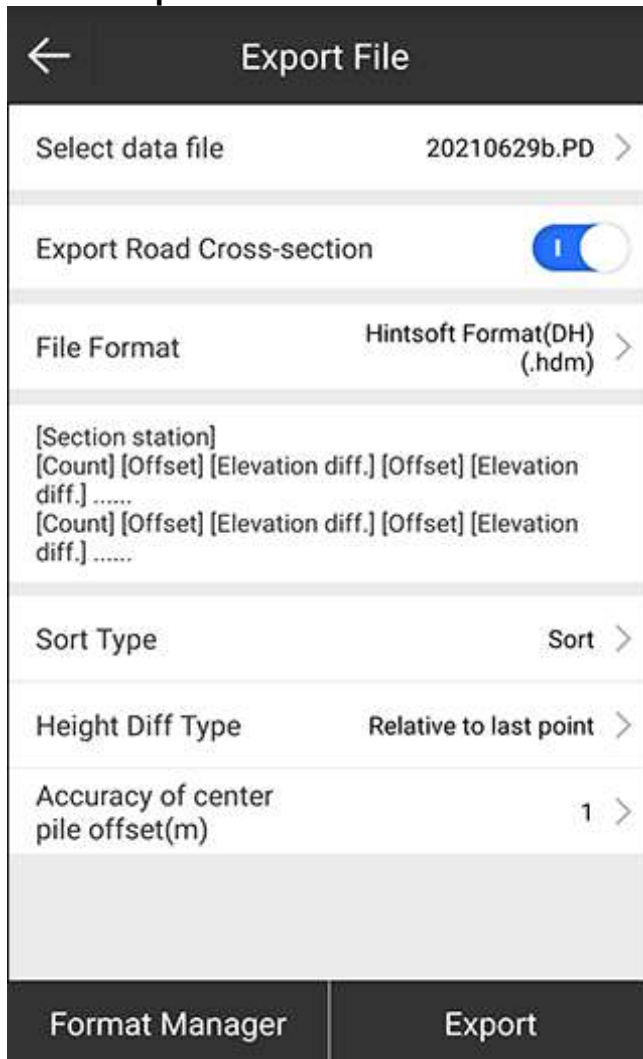 Export File
Select data file 20210629b.PD
Export Road Cross-section
File Format Hintsoft Format(DH)
(.hdm)
[Section station]
[Count] [Offset] [Elevation diff.] [Offset] [Elevation
diff.] ......
[Count] [Offset] [Elevation diff.] [Offset] [Elevation
diff.] ......
Sort Type Sort
Height Diff Type Relative to last point
Accuracy of center
pile offset(m) 1
Format Manager Export